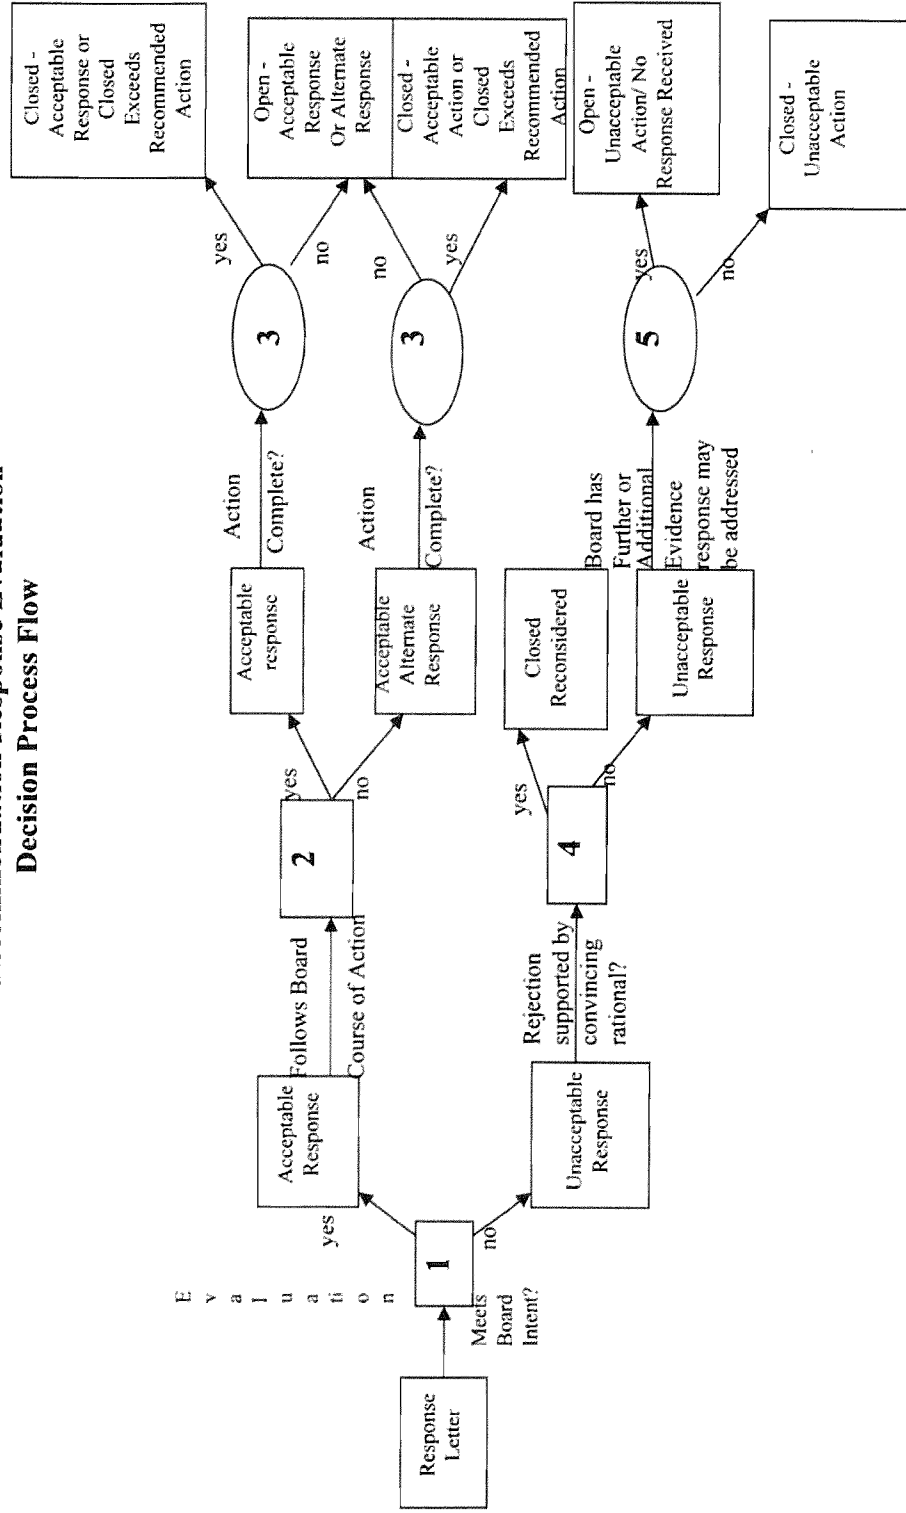 Decision Process Flow
Response
Letter
E
v
a
l
u
a
ti
o
n
1
Meets
Board
Intent?
yes
no
Acceptable
Response
Unacceptable
Response
Follows Board
Course of Action
Rejection
supported by
convincing
rational?
2
4
yes
no
yes
no
Acceptable
response
Acceptable
Alternate
Response
Closed
Reconsidered
Unacceptable
Response
Action
Complete?
Action
Complete?
Board has
Further or
Additional
Evidence
response may
be addressed
3
3
5
yes
no
no
yes
yes
no
Closed -
Acceptable
Response or
Closed
Exceeds
Recommended
Action
Open -
Acceptable
Response
Or Alternate
Response
Closed -
Acceptable
Action or
Closed
Exceeds
Recommended
Action
Open -
Unacceptable
Action/ No
Response Received
Closed -
Unacceptable
Action